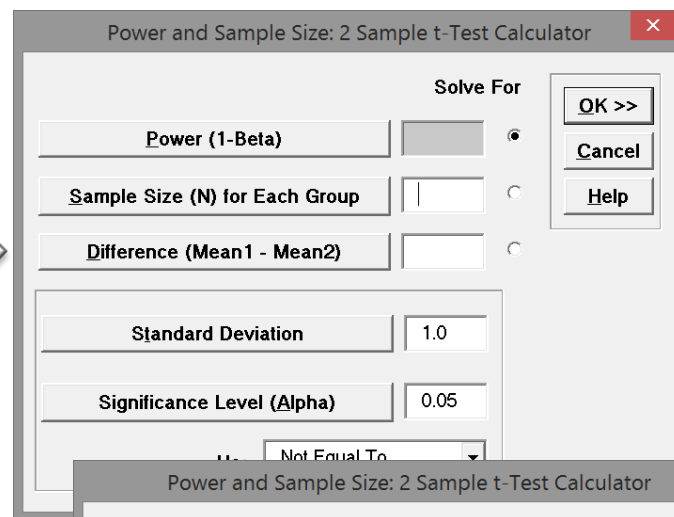 Power and Sample Size: 2 Sample t-Test Calculator
Solve For
Power (1-Beta)
Sample Size (N) for Each Group
Difference (Mean1 - Mean2)
OK >>
Cancel
Help
Standard Deviation 1.0
Significance Level (Alpha) 0.05
Not Equal To
Power and Sample Size: 2 Sample t-Test Calculator